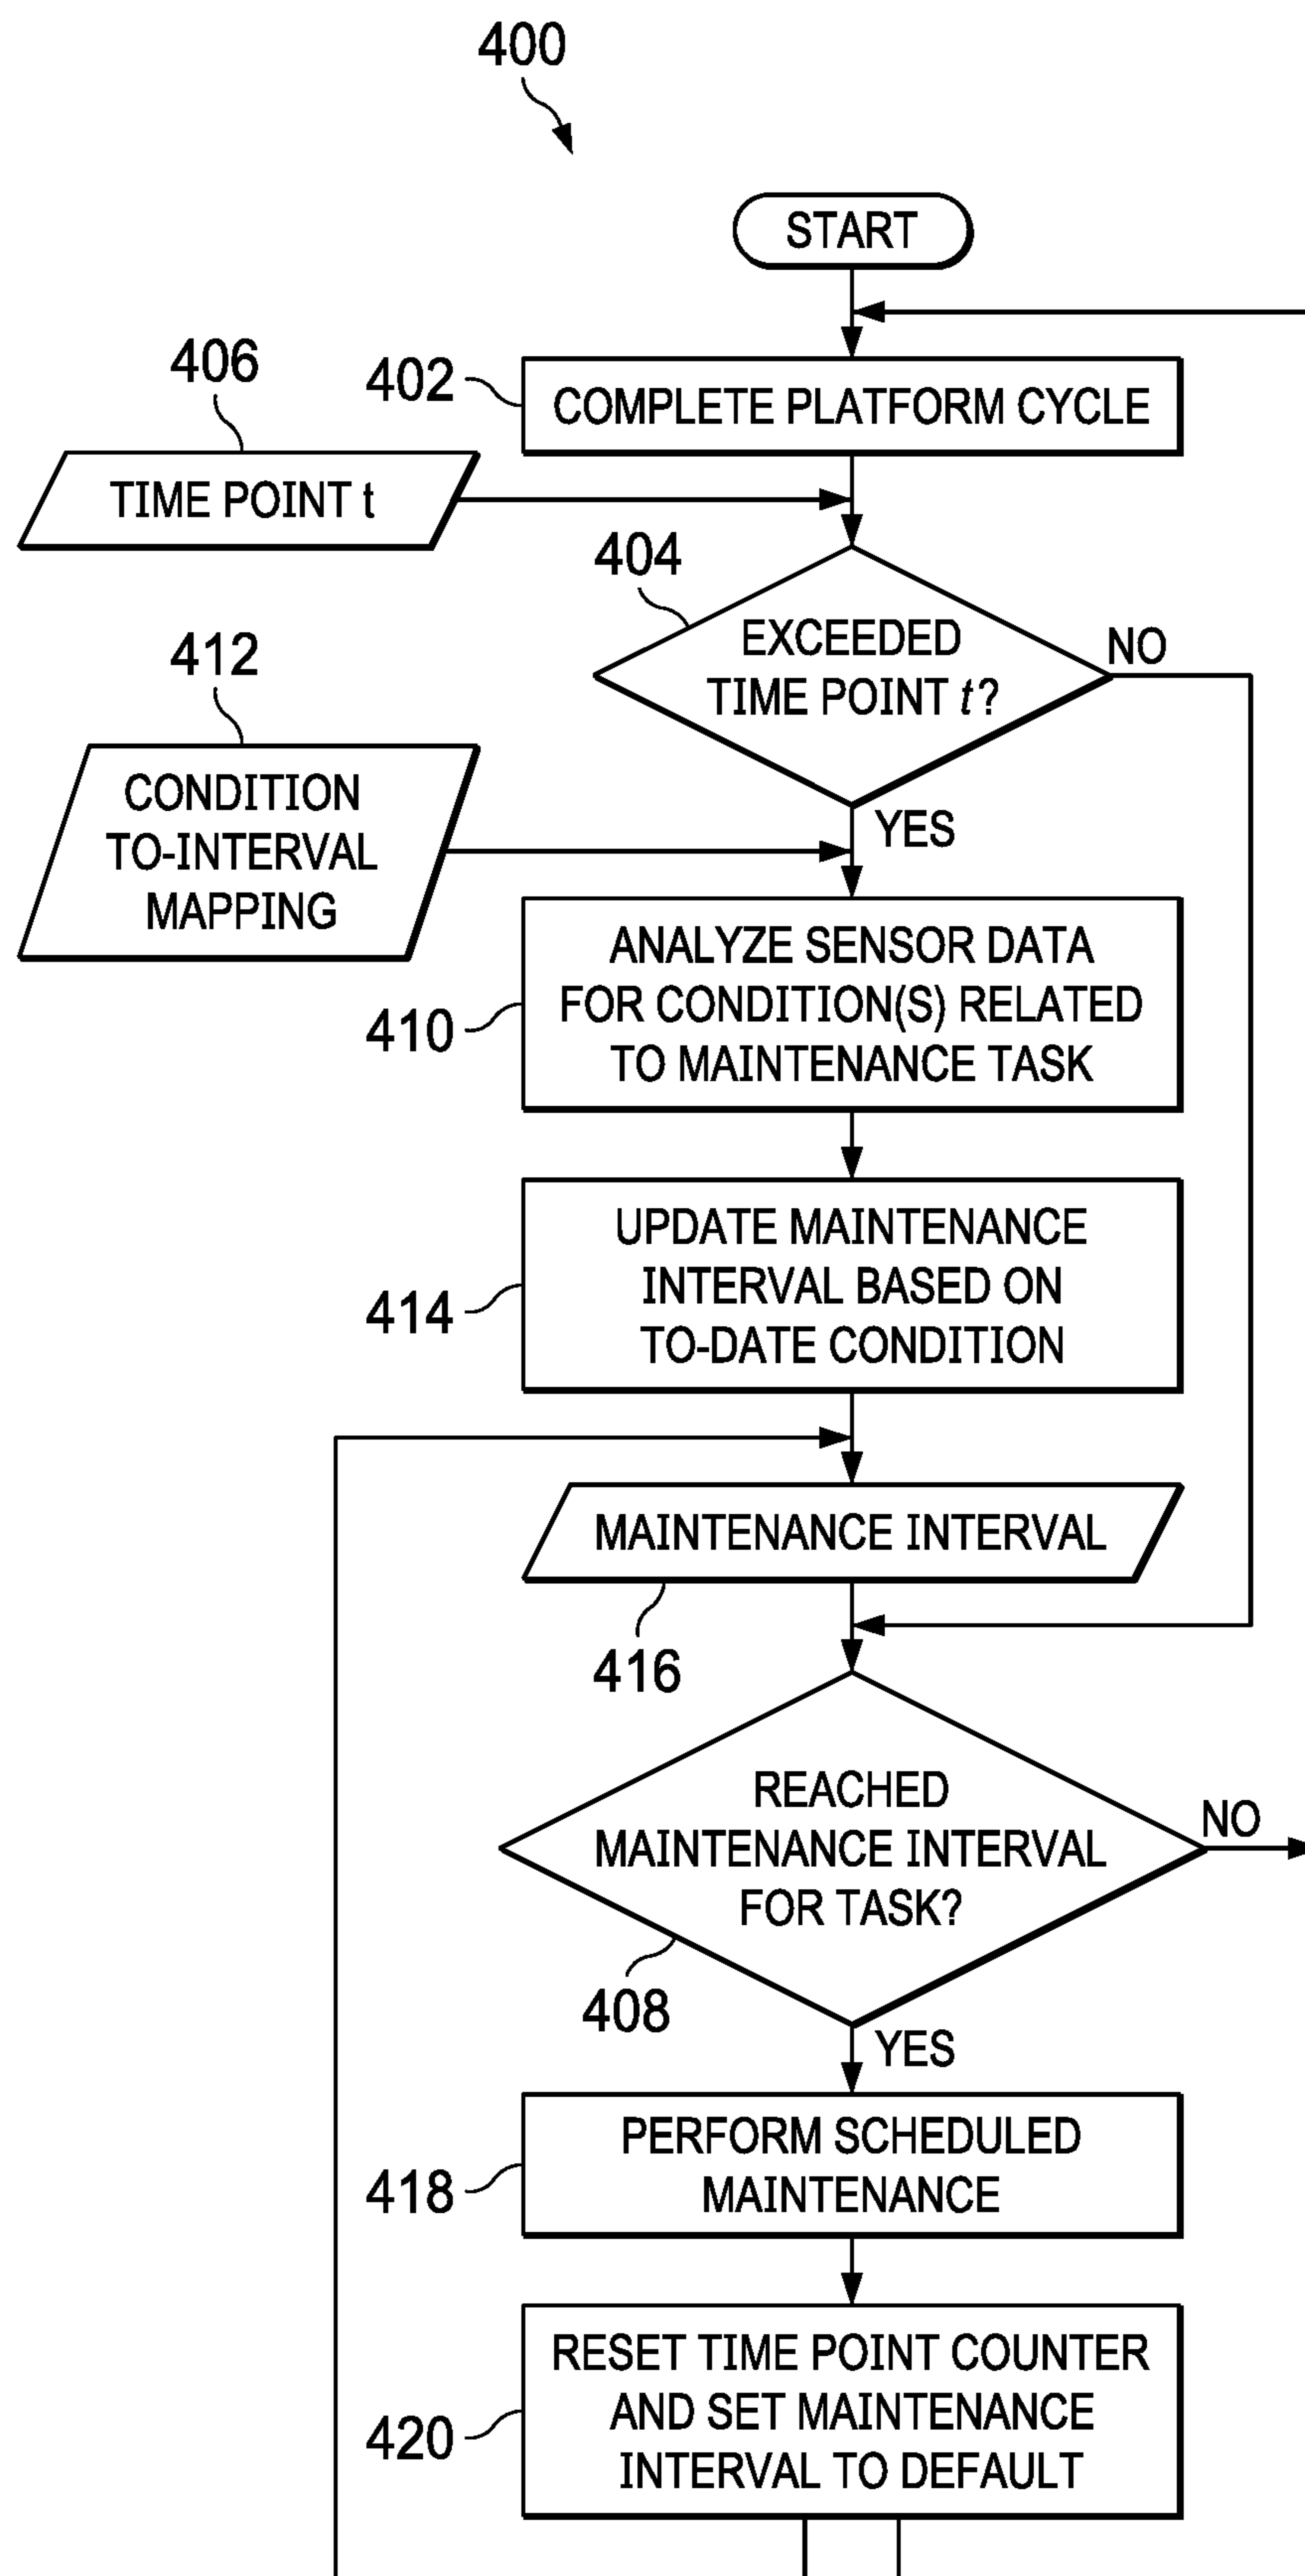 400
START
406
402
COMPLETE PLATFORM CYCLE
TIME POINT t
404
EXCEEDED
TIME POINT t?
NO
412
CONDITION
TO-INTERVAL
MAPPING
YES
410
ANALYZE SENSOR DATA
FOR CONDITION(S) RELATED
TO MAINTENANCE TASK
414
UPDATE MAINTENANCE
INTERVAL BASED ON
TO-DATE CONDITION
MAINTENANCE INTERVAL
416
REACHED
MAINTENANCE INTERVAL
FOR TASK?
NO
408
YES
418
PERFORM SCHEDULED
MAINTENANCE
420
RESET TIME POINT COUNTER
AND SET MAINTENANCE
INTERVAL TO DEFAULT